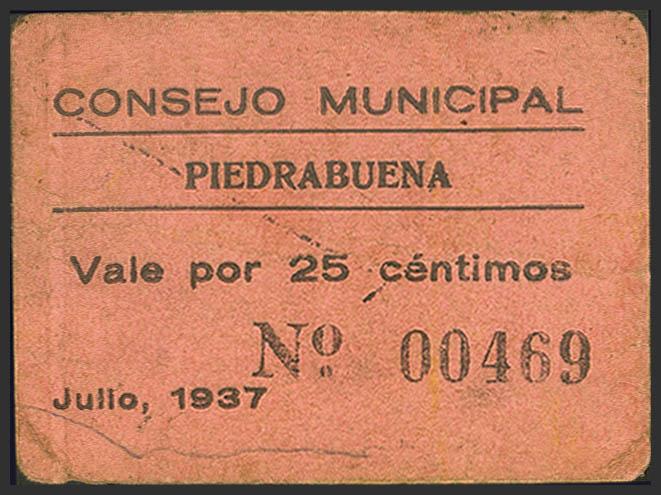 CONSEJO MUNICIPAL
PIEDRABUENA
Vale por 25 céntimos
Nº. 00469
Julio, 1937